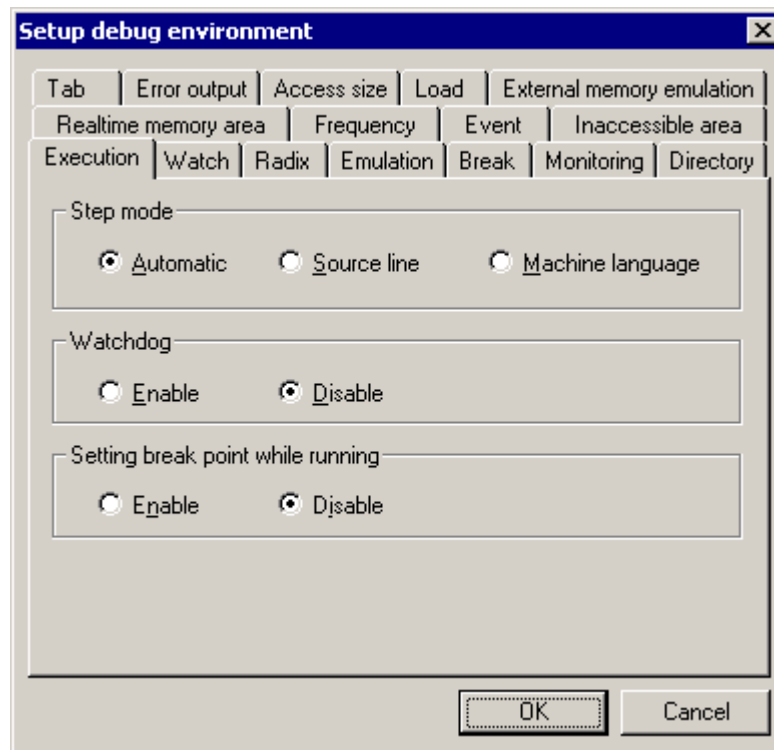 Setup debug environment
Tab Error output Access size Load External memory emulation
Realtime memory area Frequency Event Inaccessible area
Execution Watch Radix Emulation Break Monitoring Directory
Step mode
Automatic Source line Machine language
Watchdog
Enable Disable
Setting break point while running
Enable Disable
OK Cancel